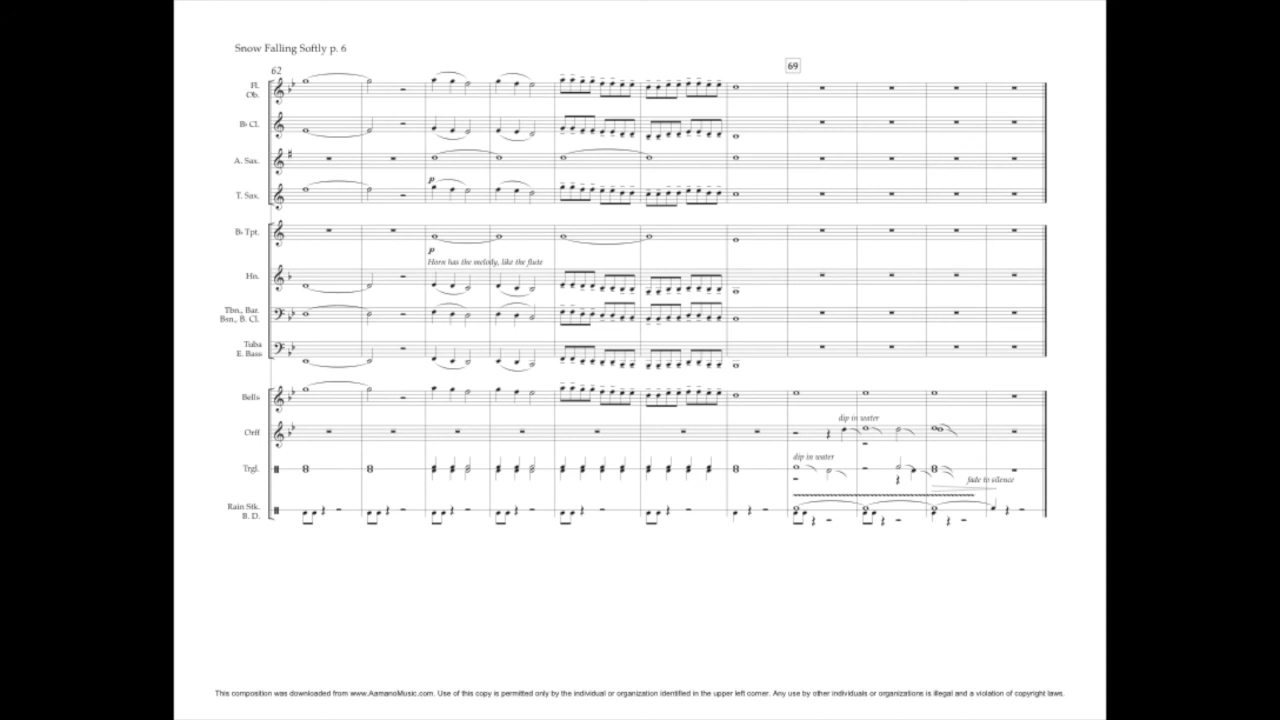 Snow Falling Softly p. 6
62
69
Fl.
Ob.
B♭ Cl.
A. Sax.
p
T. Sax.
B♭ Tpt.
p
Horn has the melody, like the flute
Hn.
Tbn., Bar.
Bsn., B. Cl.
Tuba
E. Bass
Bells
dip in water
Orff
dip in water
Trgl.
fade to silence
Rain Stk.
B. D.
This composition was downloaded from www.AamanoMusic.com. Use of this copy is permitted only by the individual or organization identified in the upper left corner. Any use by other individuals or organizations is illegal and a violation of copyright laws.